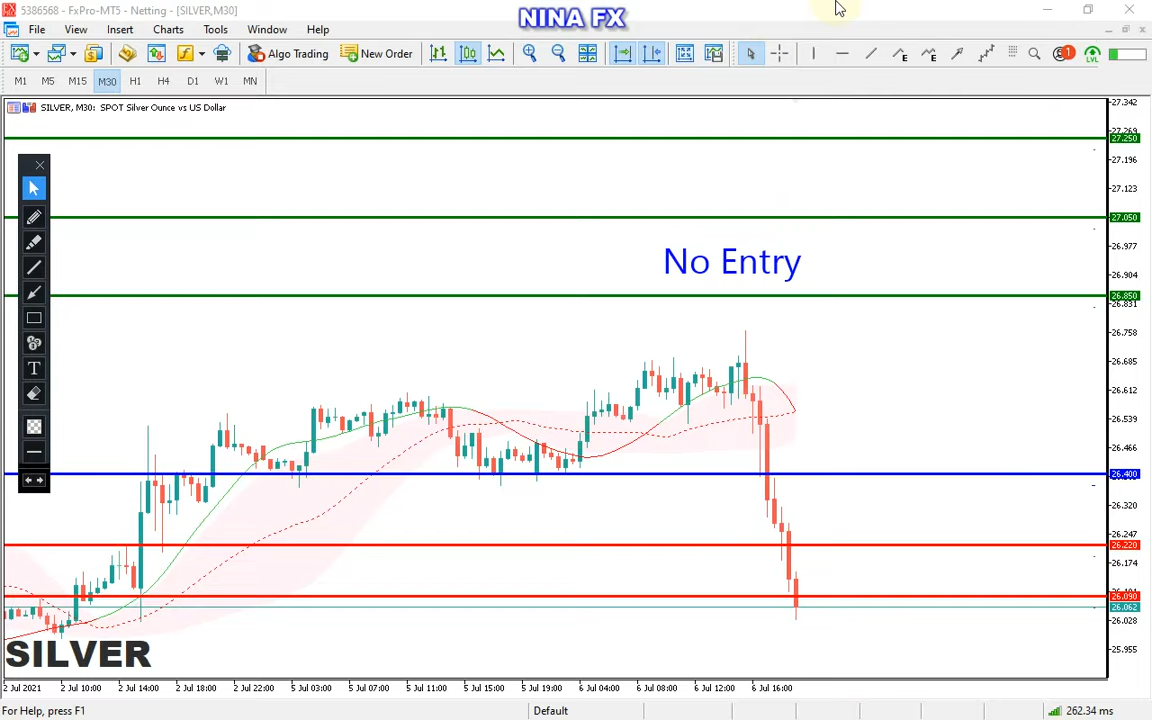 5386568 - FxPro-MT5 - Netting - [SILVER,M30]
NINA FX
File View Insert Charts Tools Window Help
Algo Trading New Order
E E 1 LVL
M1 M5 M15 M30 H1 H4 D1 W1 MN
SILVER, M30: SPOT Silver Ounce vs US Dollar
27.342
27.269
27.250
27.196
27.123
27.050
26.977
No Entry
26.904
26.850
26.831
26.758
26.685
26.612
26.539
26.466
26.400
26.320
26.247
26.220
26.174
26.090
26.062
26.028
25.955
T
SILVER
2 Jul 2021 2 Jul 10:00 2 Jul 14:00 2 Jul 18:00 2 Jul 22:00 5 Jul 03:00 5 Jul 07:00 5 Jul 11:00 5 Jul 15:00 5 Jul 19:00 6 Jul 04:00 6 Jul 08:00 6 Jul 12:00 6 Jul 16:00
For Help, press F1 Default 262.34 ms